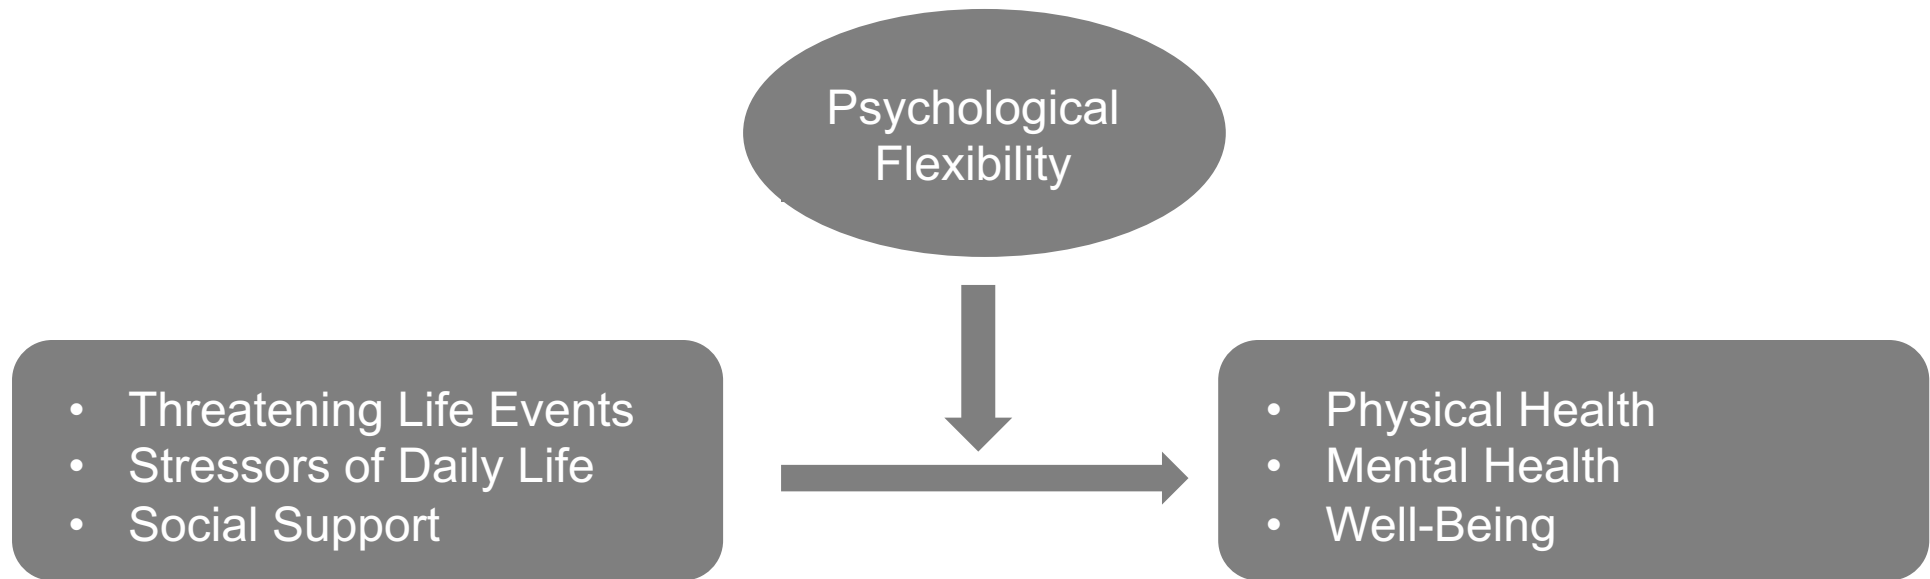 Psychological
Flexibility
• Threatening Life Events
• Stressors of Daily Life
• Social Support
• Physical Health
• Mental Health
• Well-Being